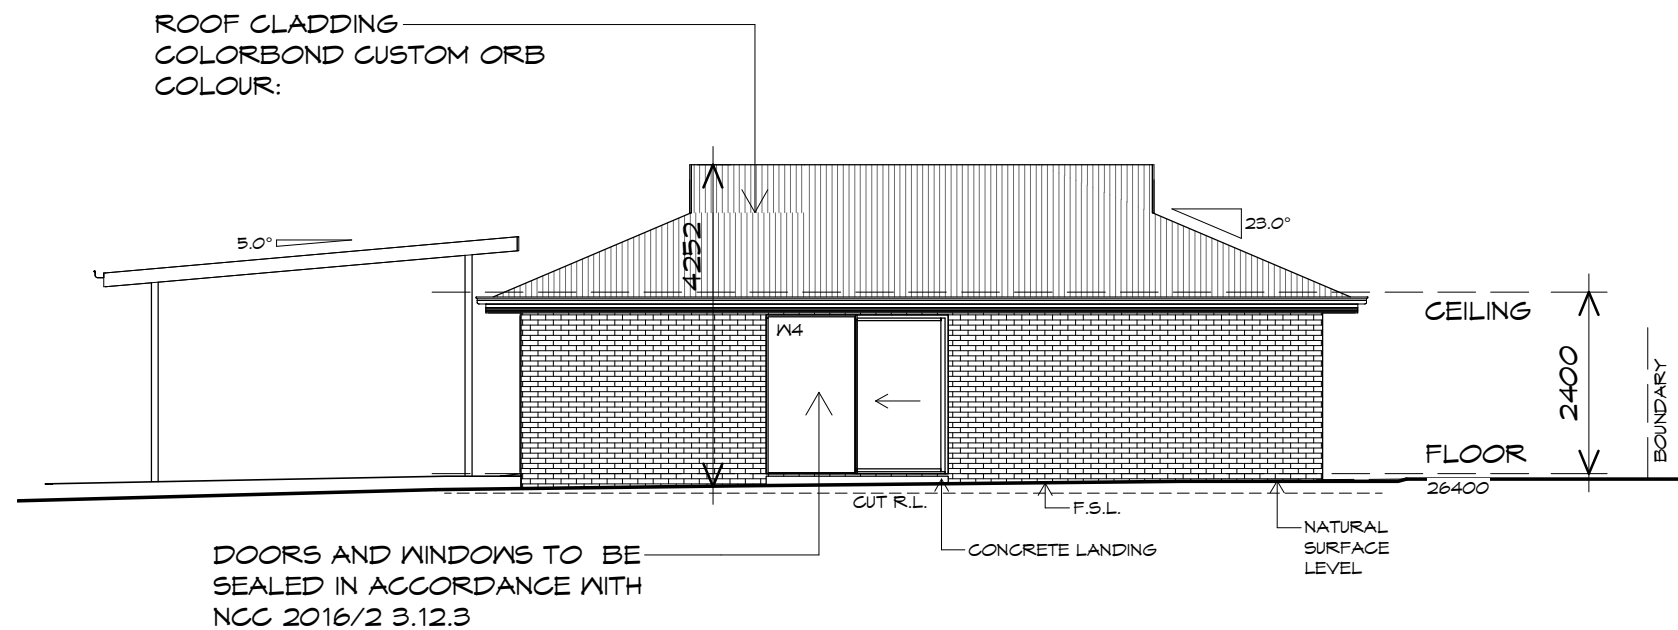 ROOF CLADDING
COLORBOND CUSTOM ORB
COLOUR:
5.0°
23.0°
4252
CEILING
W4
2400
BOUNDARY
FLOOR
26400
CUT R.L.
F.S.L.
NATURAL
SURFACE
LEVEL
CONCRETE LANDING
DOORS AND WINDOWS TO BE
SEALED IN ACCORDANCE WITH
NCC 2016/2 3.12.3